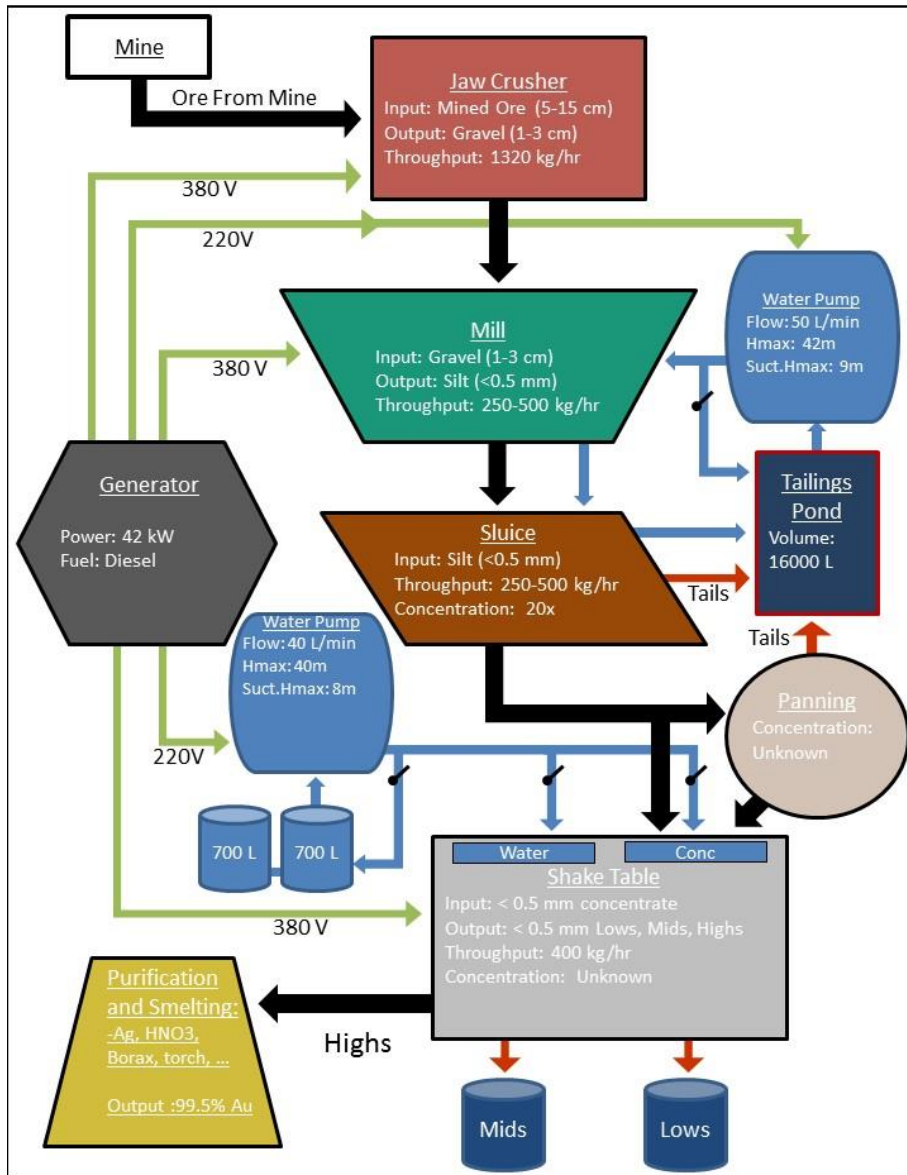 Mine
Ore From Mine
Jaw Crusher
Input: Mined Ore (5-15 cm)
Output: Gravel (1-3 cm)
Throughput: 1320 kg/hr
380 V
220V
Water Pump
Flow: 50 L/min
Hmax: 42m
Suct.Hmax: 9m
Mill
Input: Gravel (1-3 cm)
Output: Silt (<0.5 mm)
Throughput: 250-500 kg/hr
380 V
Generator
Power: 42 kW
Fuel: Diesel
Tailings
Pond
Volume:
16000 L
Sluice
Input: Silt (<0.5 mm)
Throughput: 250-500 kg/hr
Concentration: 20x
Tails
Tails
Water Pump
Flow: 40 L/min
Hmax: 40m
Suct.Hmax: 8m
220V
Panning
Concentration:
Unknown
700 L
700 L
Water
Conc
Shake Table
Input: < 0.5 mm concentrate
Output: < 0.5 mm Lows, Mids, Highs
Throughput: 400 kg/hr
Concentration: Unknown
380 V
Purification
and Smelting:
-Ag, HNO3,
Borax, torch, ...
Output :99.5% Au
Highs
Mids
Lows